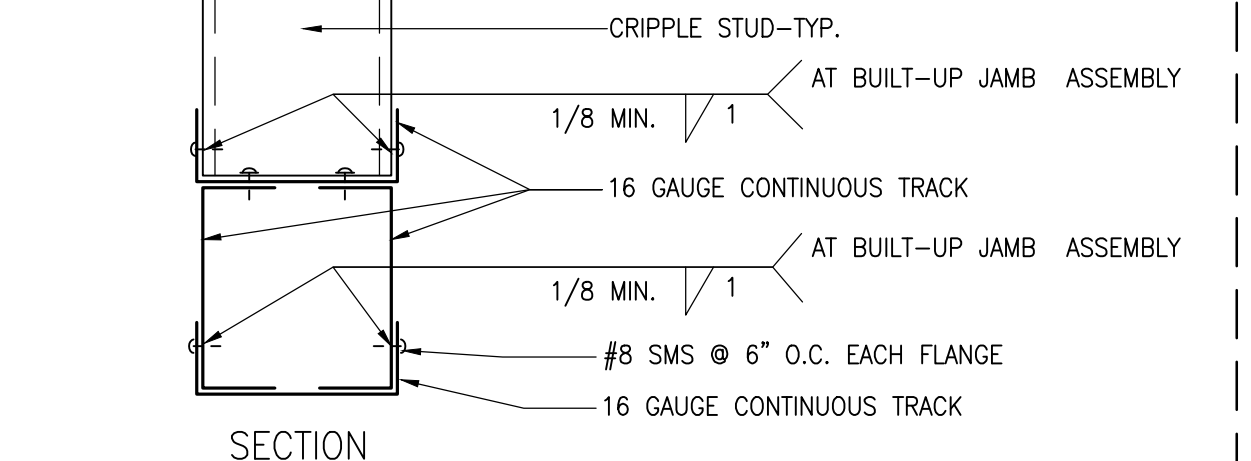 CRIPPLE STUD-TYP.
AT BUILT-UP JAMB ASSEMBLY
1/8 MIN. 1
16 GAUGE CONTINUOUS TRACK
AT BUILT-UP JAMB ASSEMBLY
1/8 MIN. 1
#8 SMS @ 6" O.C. EACH FLANGE
16 GAUGE CONTINUOUS TRACK
SECTION